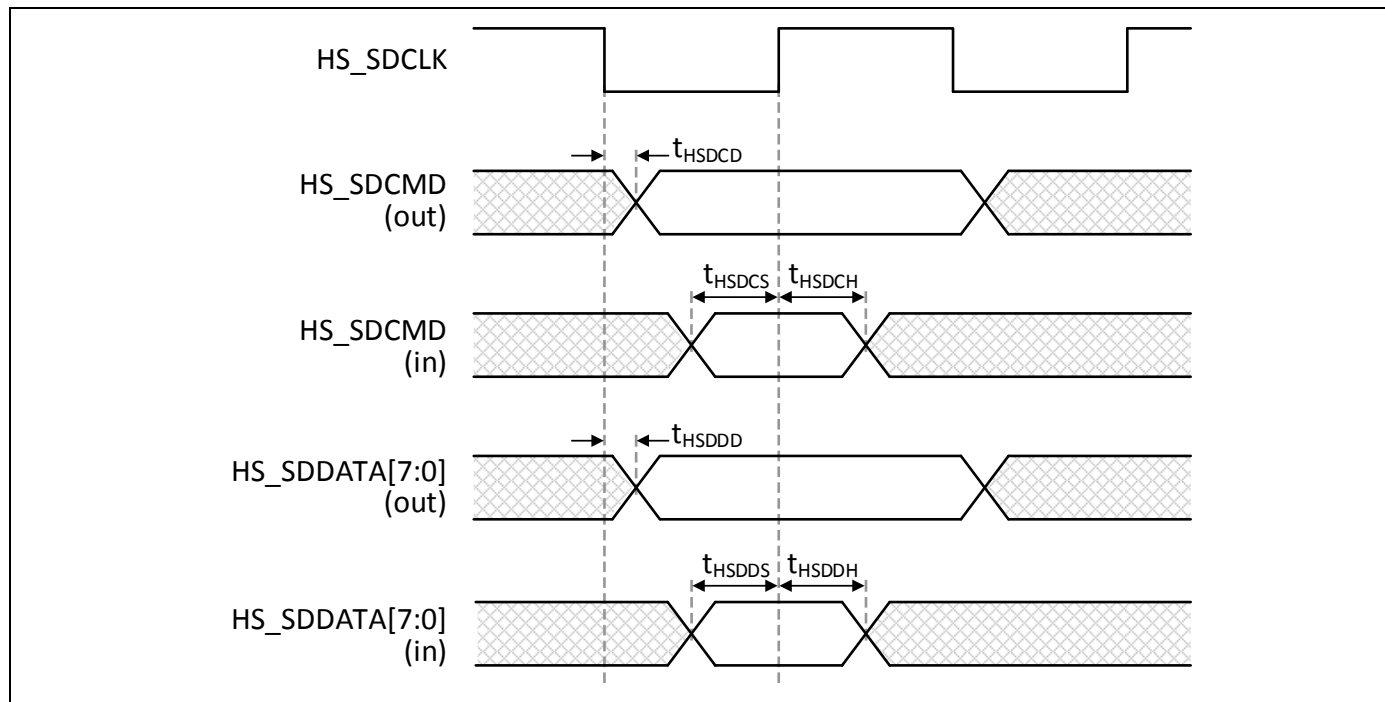 HS_SDCLK
tHSDCD
HS_SDCMD
(out)
tHSDCS tHSDCH
HS_SDCMD
(in)
tHSDDD
HS_SDDATA[7:0]
(out)
tHSDDS tHSDDH
HS_SDDATA[7:0]
(in)